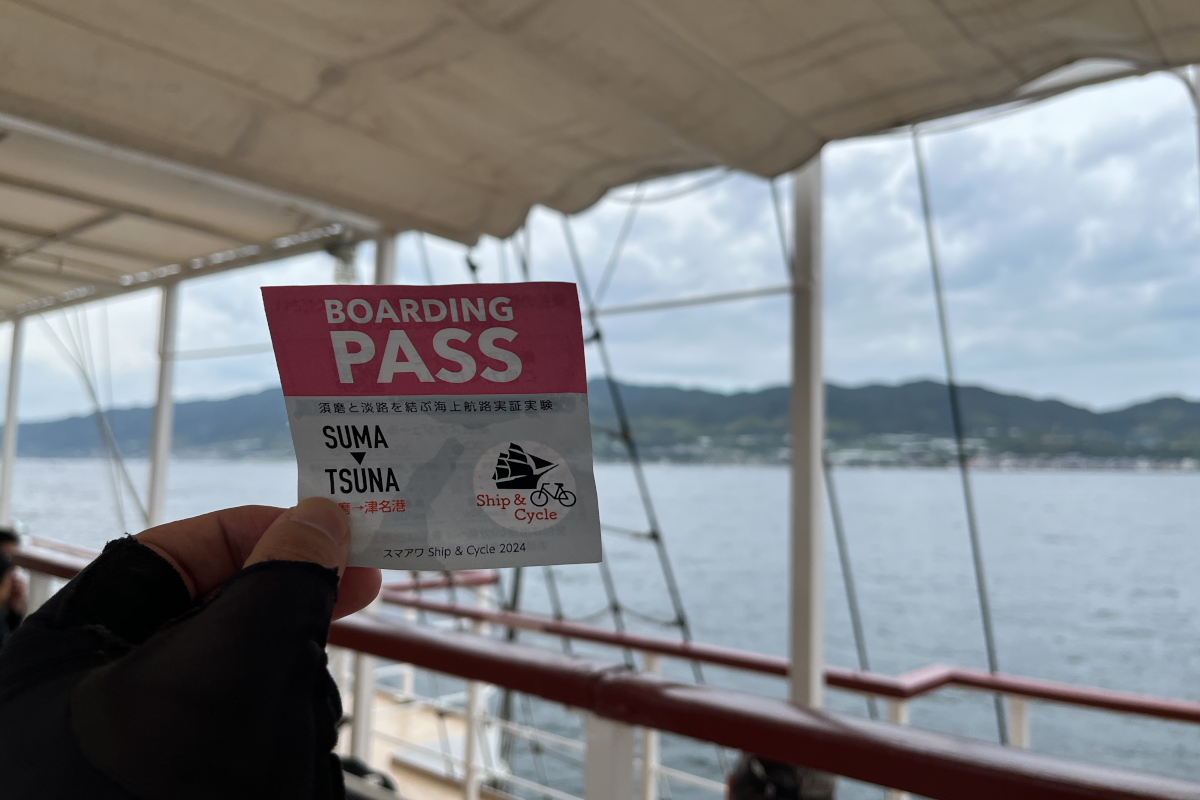 BOARDING
PASS
須磨と淡路を結ぶ海上航路実証実験
SUMA
TSUNA
磨→津名港
Ship &
Cycle
スマアワ Ship & Cycle 2024